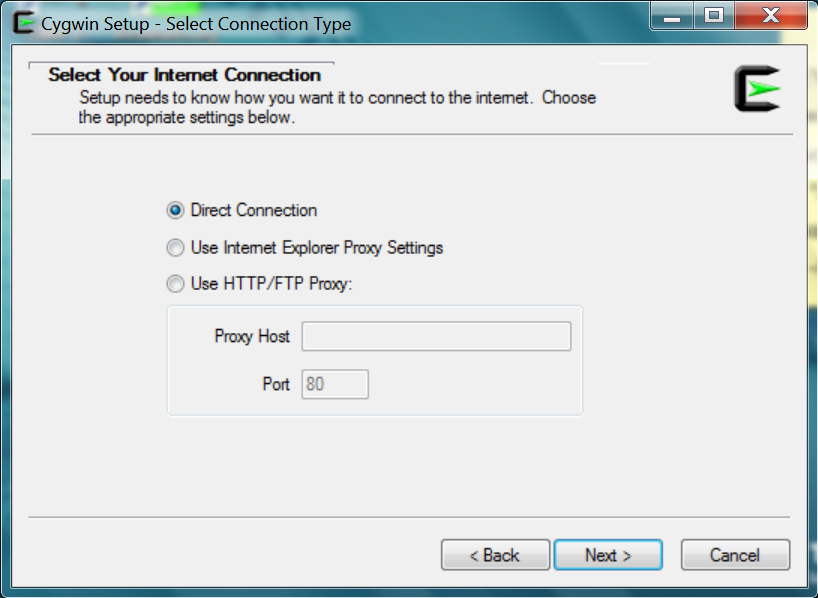 Cygwin Setup - Select Connection Type
Select Your Internet Connection
Setup needs to know how you want it to connect to the internet.  Choose
the appropriate settings below.
Direct Connection
Use Internet Explorer Proxy Settings
Use HTTP/FTP Proxy:
Proxy Host
Port 80
< Back Next > Cancel